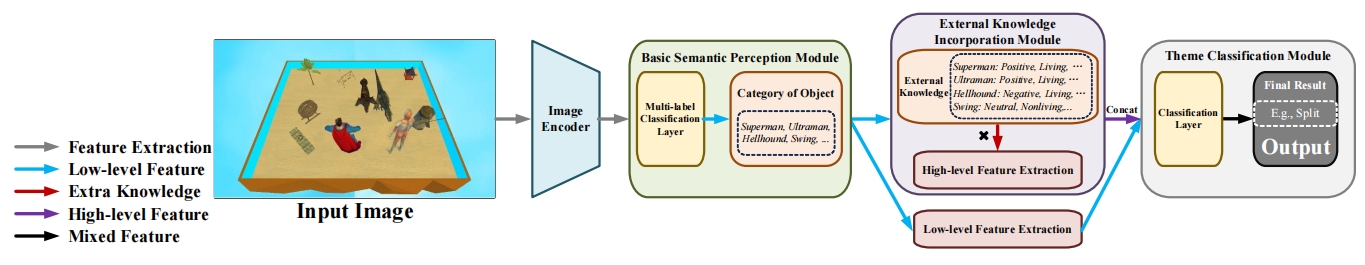 Feature Extraction
Low-level Feature
Extra Knowledge
High-level Feature
Mixed Feature
Input Image
Image
Encoder
Basic Semantic Perception Module
Multi-label
Classification
Layer
Category of Object
Superman, Ultraman,
Hellhound, Swing, ...
External Knowledge
Incorporation Module
External
Knowledge
Superman: Positive, Living, ···
Ultraman: Positive, Living, ···
Hellhound: Negative, Living, ···
Swing: Neutral, Nonliving,...
High-level Feature Extraction
Low-level Feature Extraction
Concat
Theme Classification Module
Classification
Layer
Final Result
E.g., Split
Output